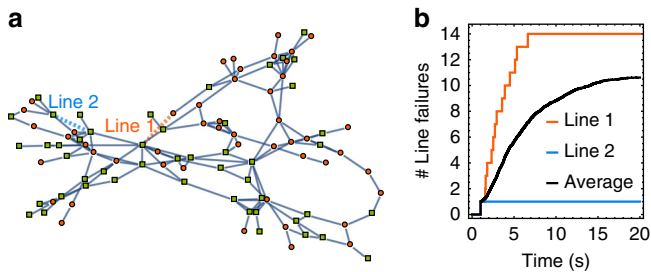 a
Line 2
Line 1
b
# Line failures
14
12
10
8
6
4
2
0
Line 1
Line 2
Average
0 5 10 15 20
Time (s)